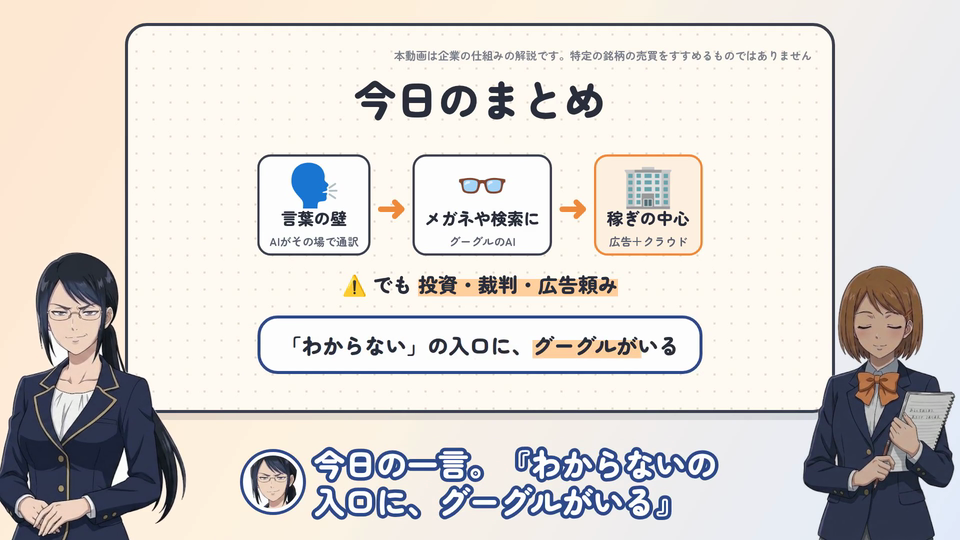 本動画は企業の仕組みの解説です。特定の銘柄の売買をすすめるものではありません
今日のまとめ
言葉の壁
AIがその場で通訳
メガネや検索に
グーグルのAI
稼ぎの中心
広告+クラウド
でも 投資・裁判・広告頼み
「わからない」の入口に、グーグルがいる
今日の一言。『わからないの
入口に、グーグルがいる』